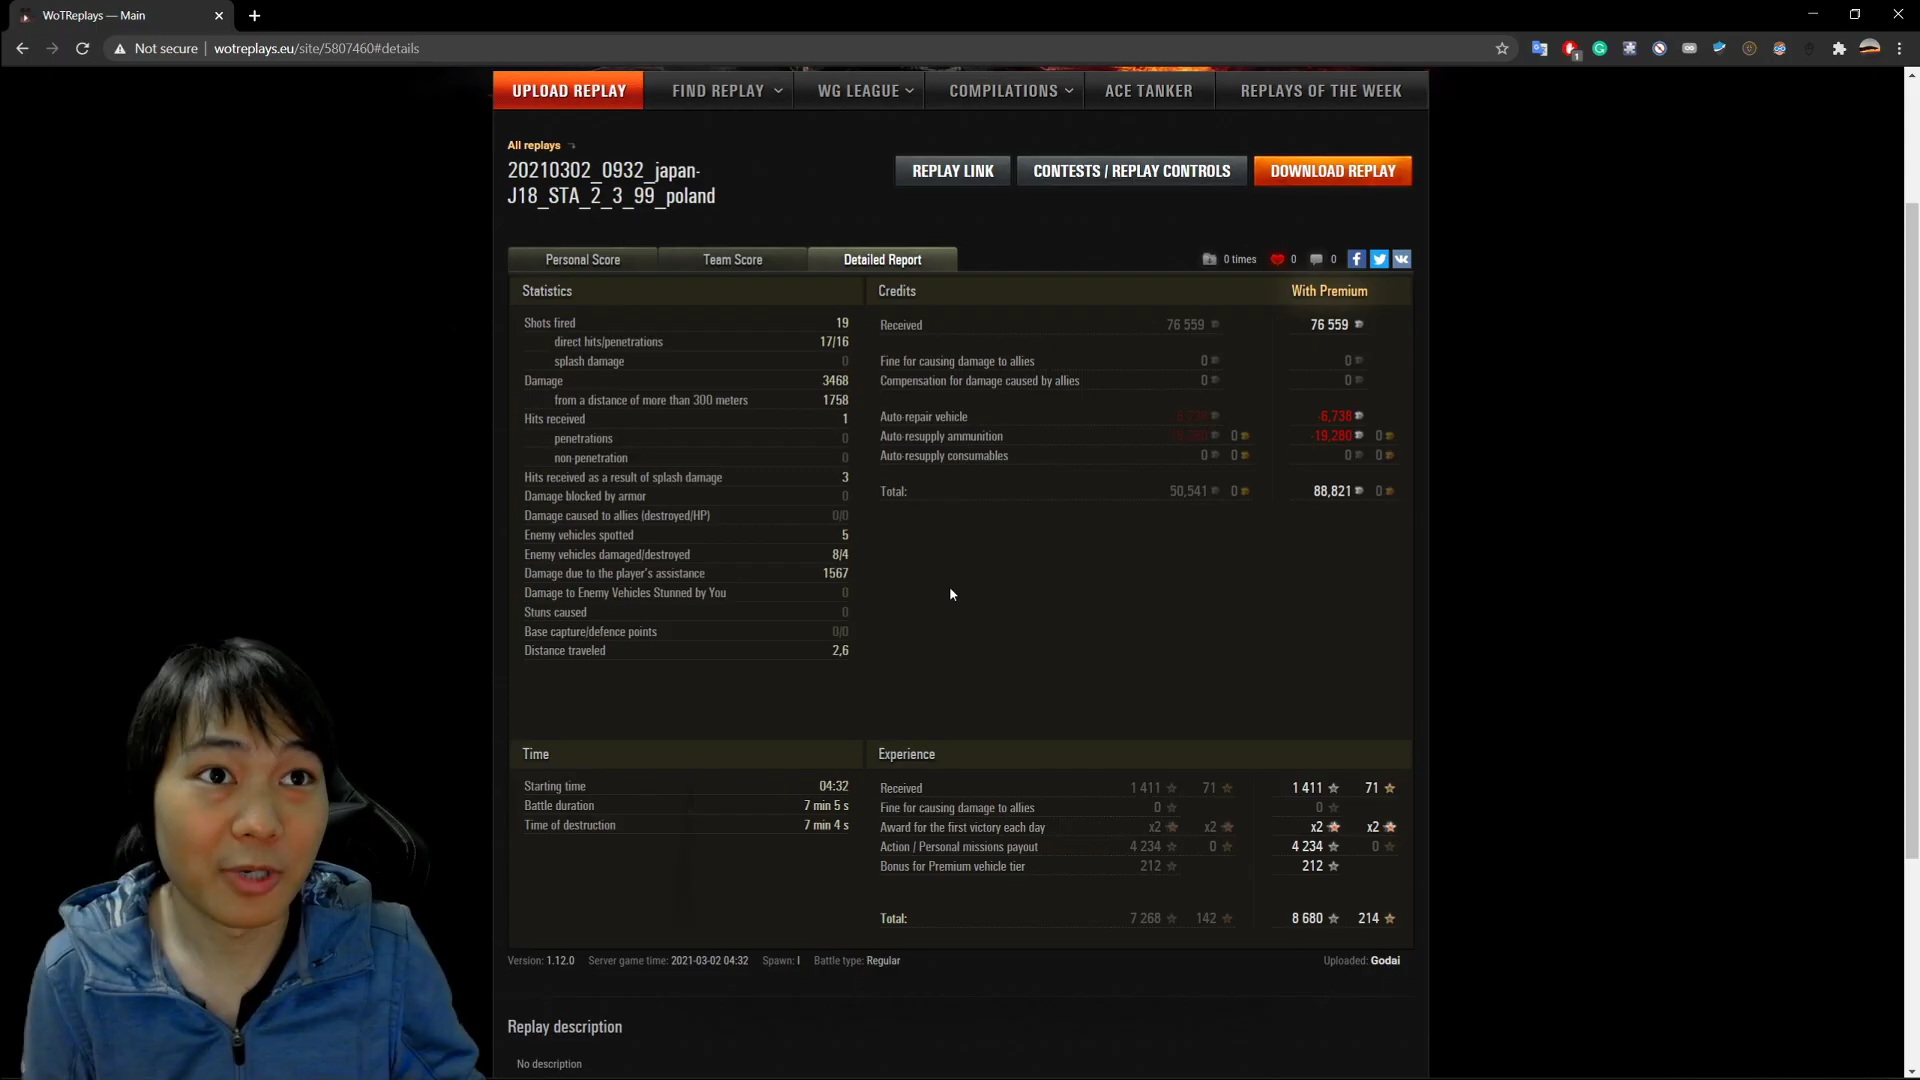 WoTReplays — Main
Not secure
wotreplays.eu/site/5807460#details
1
UPLOAD REPLAY
FIND REPLAY
WG LEAGUE
COMPILATIONS
ACE TANKER
REPLAYS OF THE WEEK
All replays
20210302_0932_japan-
J18_STA_2_3_99_poland
REPLAY LINK
CONTESTS / REPLAY CONTROLS
DOWNLOAD REPLAY
Personal Score
Team Score
Detailed Report
0 times
0
0
Statistics
Shots fired 19
direct hits/penetrations 17/16
splash damage 0
Damage 3468
from a distance of more than 300 meters 1758
Hits received 1
penetrations 0
non-penetration 0
Hits received as a result of splash damage 3
Damage blocked by armor 0
Damage caused to allies (destroyed/HP) 0/0
Enemy vehicles spotted 5
Enemy vehicles damaged/destroyed 8/4
Damage due to the player's assistance 1567
Damage to Enemy Vehicles Stunned by You 0
Stuns caused 0
Base capture/defence points 0/0
Distance traveled 2,6
Credits With Premium
Received 76 559 76 559
Fine for causing damage to allies 0 0
Compensation for damage caused by allies 0 0
Auto repair vehicle -6,738 -6,738
Auto resupply ammunition -19,280 0 -19,280 0
Auto resupply consumables 0 0 0 0
Total: 50,541 0 88,821 0
Time
Starting time 04:32
Battle duration 7 min 5 s
Time of destruction 7 min 4 s
Experience
Received 1 411 71 1 411 71
Fine for causing damage to allies 0 0
Award for the first victory each day x2 x2 x2 x2
Action / Personal missions payout 4 234 0 4 234 0
Bonus for Premium vehicle tier 212 212
Total: 7 268 142 8 680 214
Version: 1.12.0 Server game time: 2021-03-02 04:32 Spawn: I Battle type: Regular Uploaded: Godai
Replay description
No description